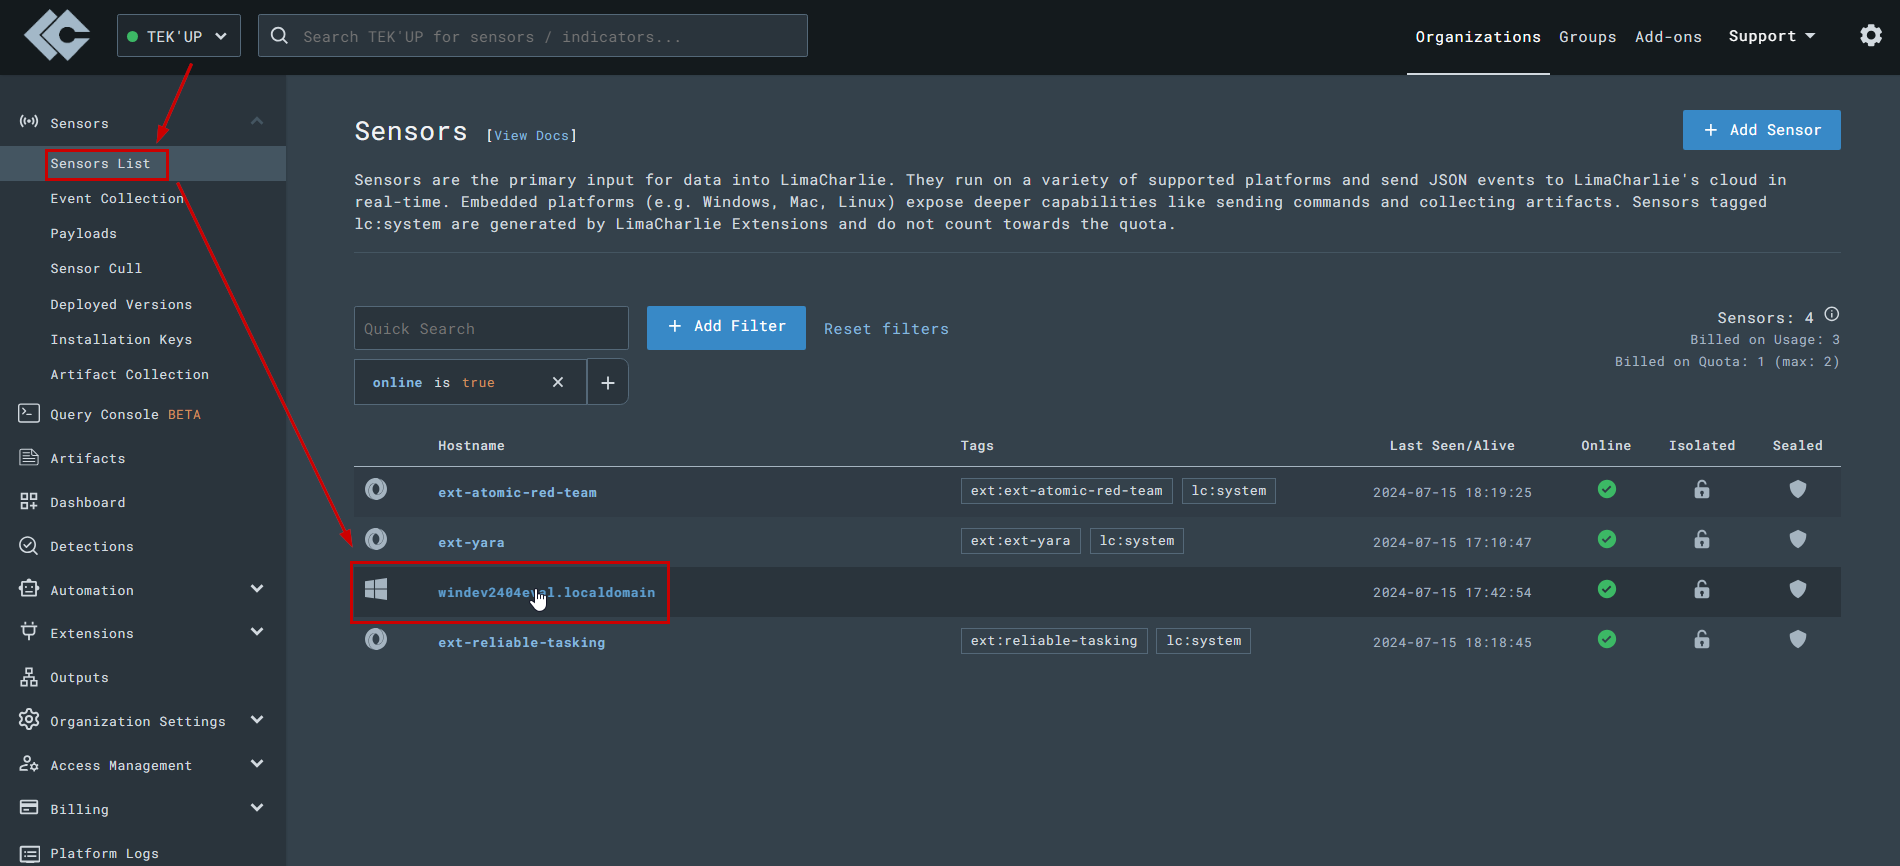 TEK'UP
Search TEK'UP for sensors / indicators...
Organizations
Groups
Add-ons
Support
Sensors
Sensors List
Event Collection
Payloads
Sensor Cull
Deployed Versions
Installation Keys
Artifact Collection
Query Console BETA
Artifacts
Dashboard
Detections
Automation
Extensions
Outputs
Organization Settings
Access Management
Billing
Platform Logs
Sensors [View Docs]
+ Add Sensor
Sensors are the primary input for data into LimaCharlie. They run on a variety of supported platforms and send JSON events to LimaCharlie's cloud in
real-time. Embedded platforms (e.g. Windows, Mac, Linux) expose deeper capabilities like sending commands and collecting artifacts. Sensors tagged
lc:system are generated by LimaCharlie Extensions and do not count towards the quota.
Quick Search
+ Add Filter
Reset filters
Sensors: 4
Billed on Usage: 3
Billed on Quota: 1 (max: 2)
online is true
Hostname Tags Last Seen/Alive Online Isolated Sealed
ext-atomic-red-team ext:ext-atomic-red-team lc:system 2024-07-15 18:19:25
ext-yara ext:ext-yara lc:system 2024-07-15 17:10:47
windev2404eval.localdomain 2024-07-15 17:42:54
ext-reliable-tasking ext:reliable-tasking lc:system 2024-07-15 18:18:45